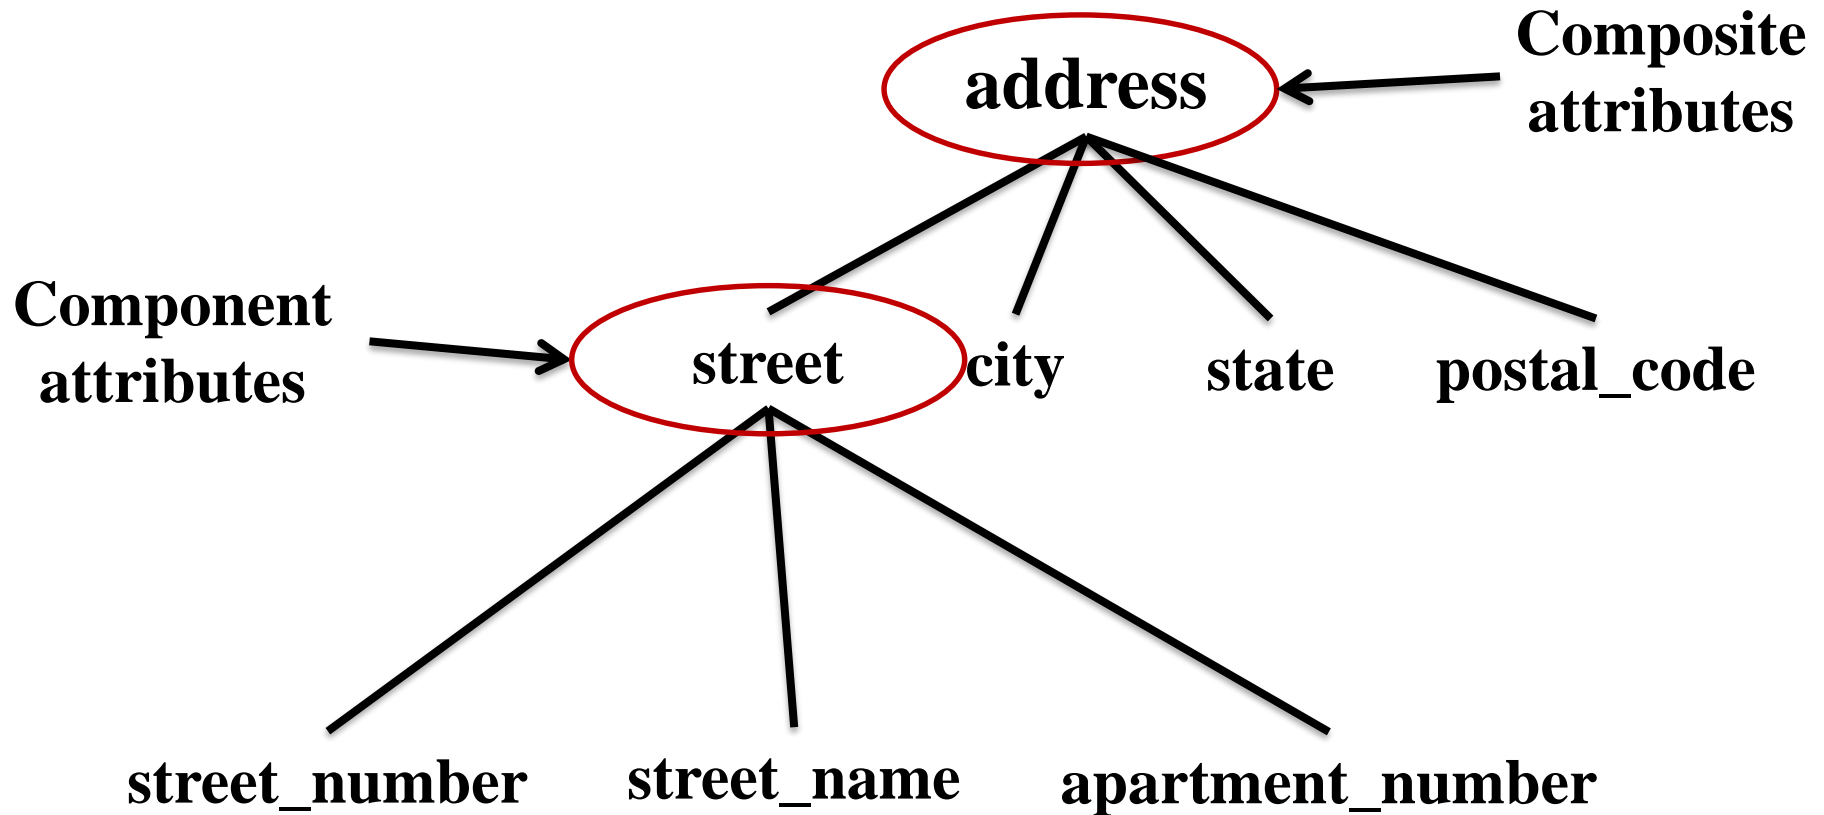 Composite
attributes
address
Component
attributes
street
city
state
postal_code
street_number
street_name
apartment_number